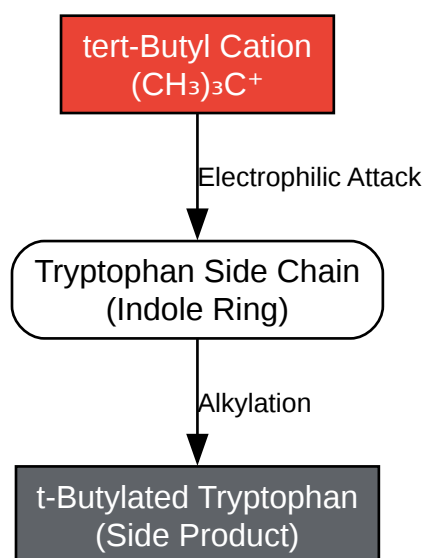 tert-Butyl Cation
(CH₃)₃C⁺
Electrophilic Attack
Tryptophan Side Chain
(Indole Ring)
Alkylation
t-Butylated Tryptophan
(Side Product)